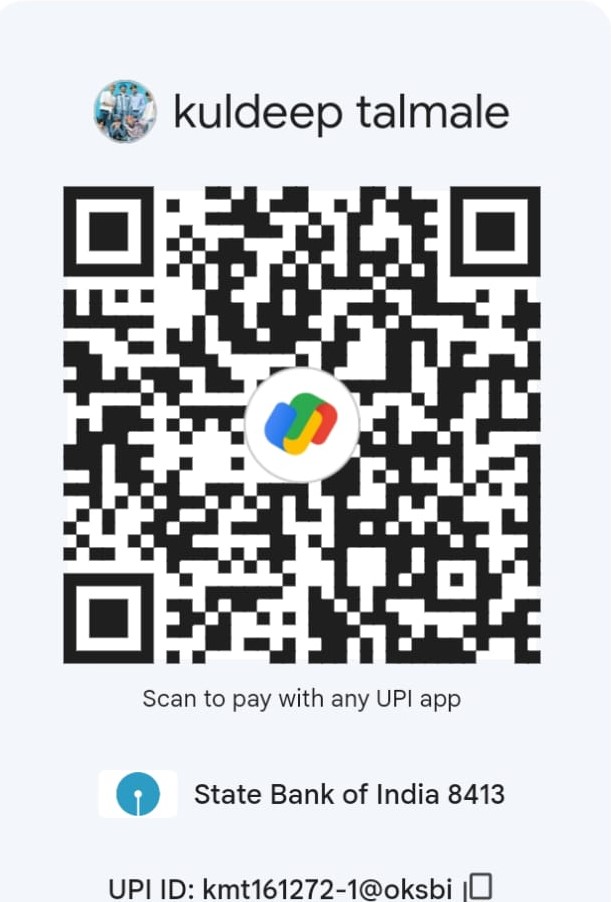 kuldeep talmale
Scan to pay with any UPI app
State Bank of India 8413
UPI ID: kmt161272-1@oksbi